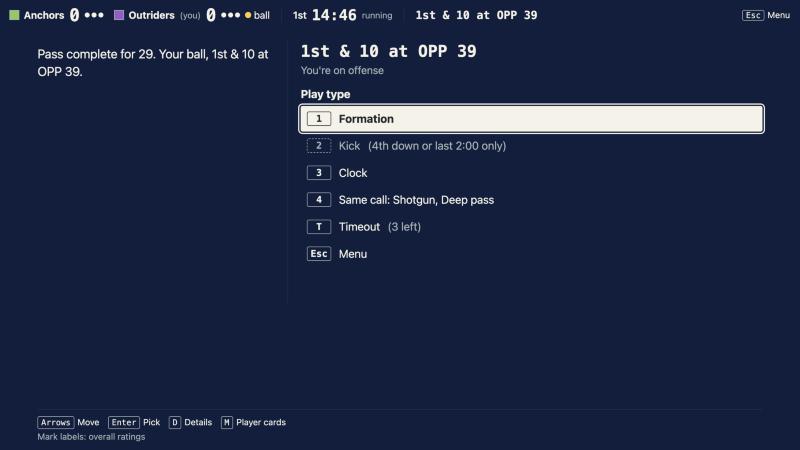 Anchors 0 ●●● Outriders (you) 0 ●●● ● ball 1st 14:46 running 1st & 10 at OPP 39 Esc Menu
Pass complete for 29. Your ball, 1st & 10 at
OPP 39.
1st & 10 at OPP 39
You're on offense
Play type
1 Formation
2 Kick (4th down or last 2:00 only)
3 Clock
4 Same call: Shotgun, Deep pass
T Timeout (3 left)
Esc Menu
Arrows Move Enter Pick D Details M Player cards
Mark labels: overall ratings